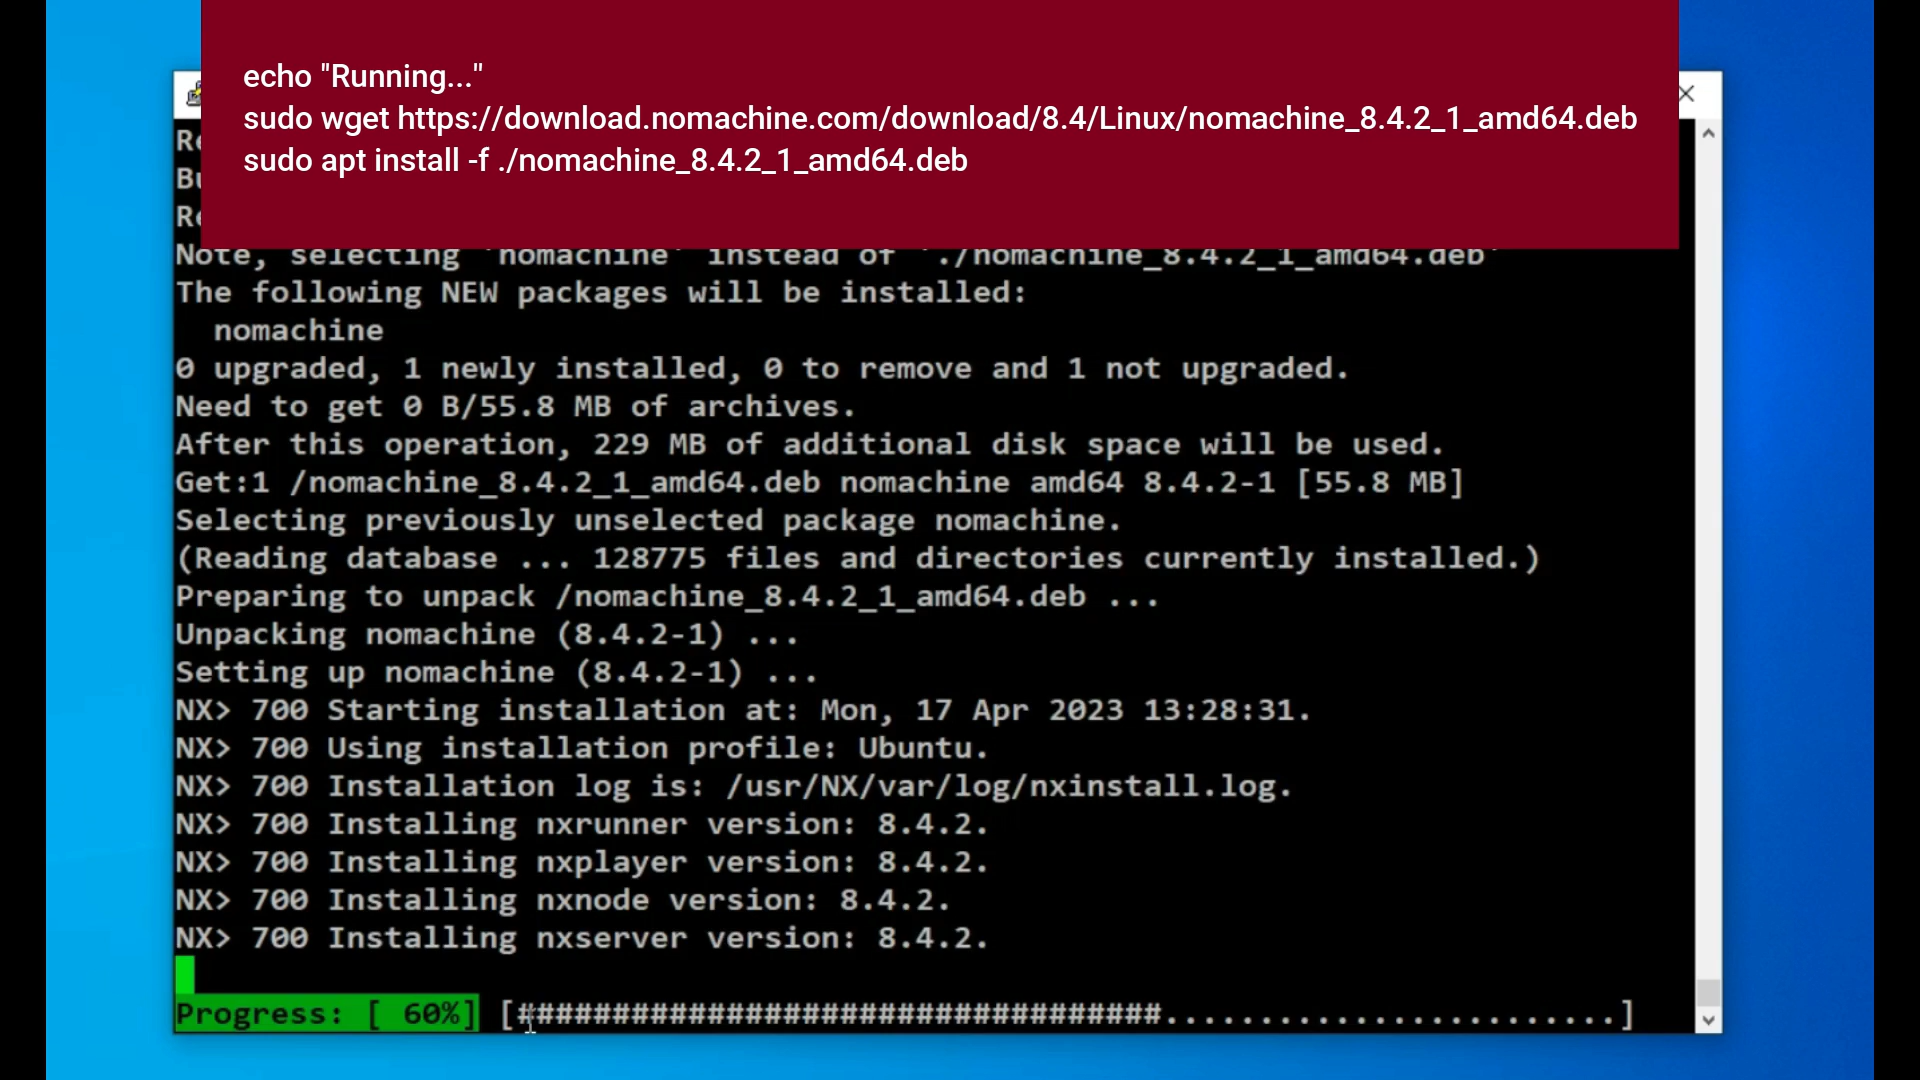 echo "Running..."
sudo wget https://download.nomachine.com/download/8.4/Linux/nomachine_8.4.2_1_amd64.deb
sudo apt install -f ./nomachine_8.4.2_1_amd64.deb
Note, selecting 'nomachine' instead of './nomachine_8.4.2_1_amd64.deb'
The following NEW packages will be installed:
nomachine
0 upgraded, 1 newly installed, 0 to remove and 1 not upgraded.
Need to get 0 B/55.8 MB of archives.
After this operation, 229 MB of additional disk space will be used.
Get:1 /nomachine_8.4.2_1_amd64.deb nomachine amd64 8.4.2-1 [55.8 MB]
Selecting previously unselected package nomachine.
(Reading database ... 128775 files and directories currently installed.)
Preparing to unpack /nomachine_8.4.2_1_amd64.deb ...
Unpacking nomachine (8.4.2-1) ...
Setting up nomachine (8.4.2-1) ...
NX> 700 Starting installation at: Mon, 17 Apr 2023 13:28:31.
NX> 700 Using installation profile: Ubuntu.
NX> 700 Installation log is: /usr/NX/var/log/nxinstall.log.
NX> 700 Installing nxrunner version: 8.4.2.
NX> 700 Installing nxplayer version: 8.4.2.
NX> 700 Installing nxnode version: 8.4.2.
NX> 700 Installing nxserver version: 8.4.2.
Progress: [ 60%] [##################################........................]